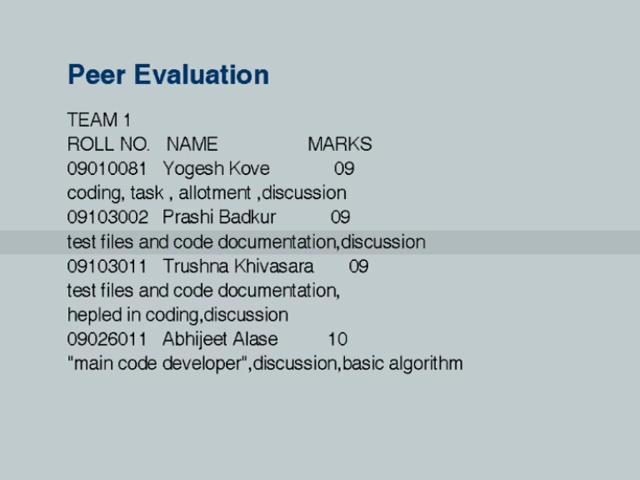 Peer Evaluation
TEAM 1
ROLL NO. NAME MARKS
09010081 Yogesh Kove 09
coding, task , allotment ,discussion
09103002 Prashi Badkur 09
test files and code documentation,discussion
09103011 Trushna Khivasara 09
test files and code documentation,
hepled in coding,discussion
09026011 Abhijeet Alase 10
"main code developer",discussion,basic algorithm